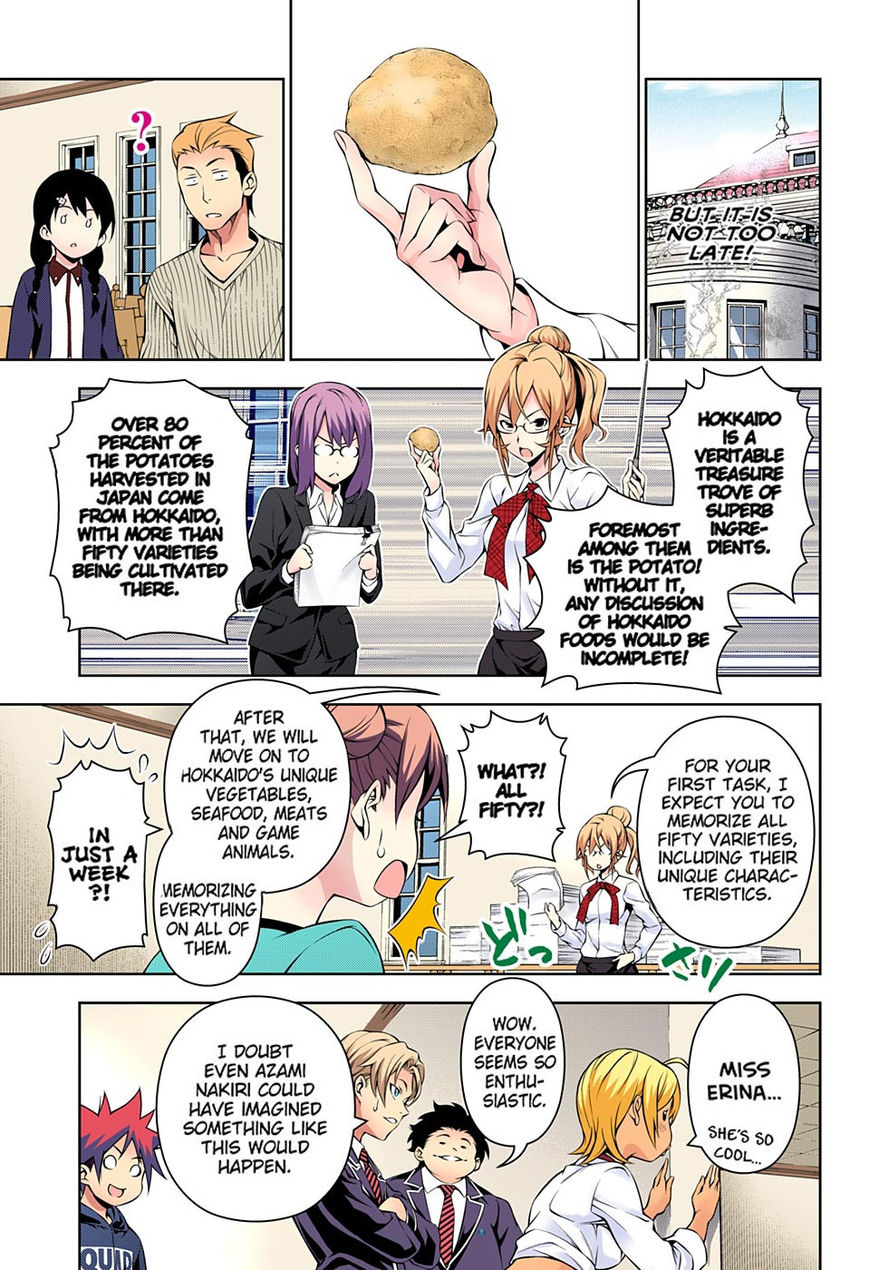 BUT IT IS
NOT TOO
LATE!
?
HOKKAIDO
IS A
VERITABLE
TREASURE
TROVE OF
SUPERB
INGRE-
DIENTS.
FOREMOST
AMONG THEM
IS THE POTATO!
WITHOUT IT,
ANY DISCUSSION
OF HOKKAIDO
FOODS WOULD BE
INCOMPLETE!
OVER 80
PERCENT OF
THE POTATOES
HARVESTED IN
JAPAN COME
FROM HOKKAIDO,
WITH MORE THAN
FIFTY VARIETIES
BEING CULTIVATED
THERE.
FOR YOUR
FIRST TASK, I
EXPECT YOU TO
MEMORIZE ALL
FIFTY VARIETIES,
INCLUDING THEIR
UNIQUE CHARAC-
TERISTICS.
どっ
さり
WHAT?!
ALL
FIFTY?!
AFTER
THAT, WE WILL
MOVE ON TO
HOKKAIDO'S UNIQUE
VEGETABLES,
SEAFOOD, MEATS
AND GAME
ANIMALS.
MEMORIZING
EVERYTHING
ON ALL OF
THEM.
IN
JUST A
WEEK
?!
MISS
ERINA...
SHE'S SO
COOL...
WOW.
EVERYONE
SEEMS SO
ENTHU-
SIASTIC.
I DOUBT
EVEN AZAMI
NAKIRI COULD
HAVE IMAGINED
SOMETHING LIKE
THIS WOULD
HAPPEN.
SQUAD